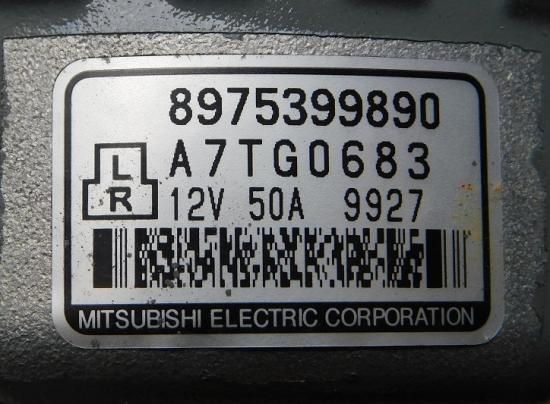 8975399890
A7TG0683
L
R
12V 50A 9927
MITSUBISHI ELECTRIC CORPORATION